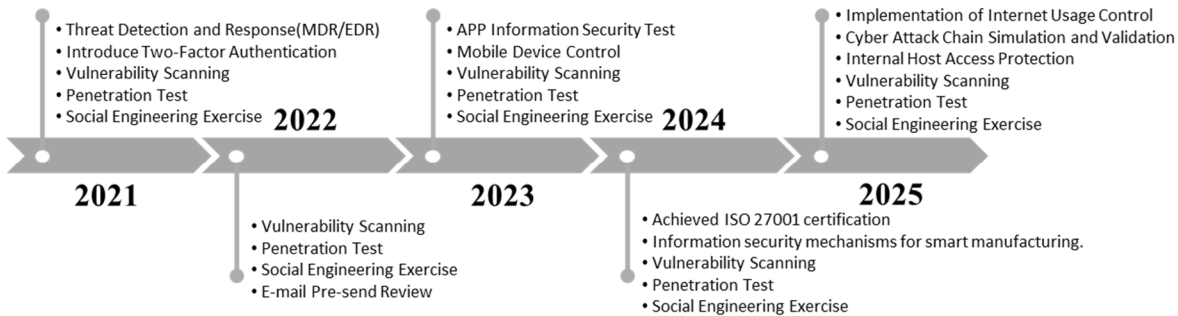 • Threat Detection and Response(MDR/EDR)
• Introduce Two-Factor Authentication
• Vulnerability Scanning
• Penetration Test
• Social Engineering Exercise
2021
2022
• Vulnerability Scanning
• Penetration Test
• Social Engineering Exercise
• E-mail Pre-send Review
• APP Information Security Test
• Mobile Device Control
• Vulnerability Scanning
• Penetration Test
• Social Engineering Exercise
2023
2024
• Achieved ISO 27001 certification
• Information security mechanisms for smart manufacturing.
• Vulnerability Scanning
• Penetration Test
• Social Engineering Exercise
• Implementation of Internet Usage Control
• Cyber Attack Chain Simulation and Validation
• Internal Host Access Protection
• Vulnerability Scanning
• Penetration Test
• Social Engineering Exercise
2025